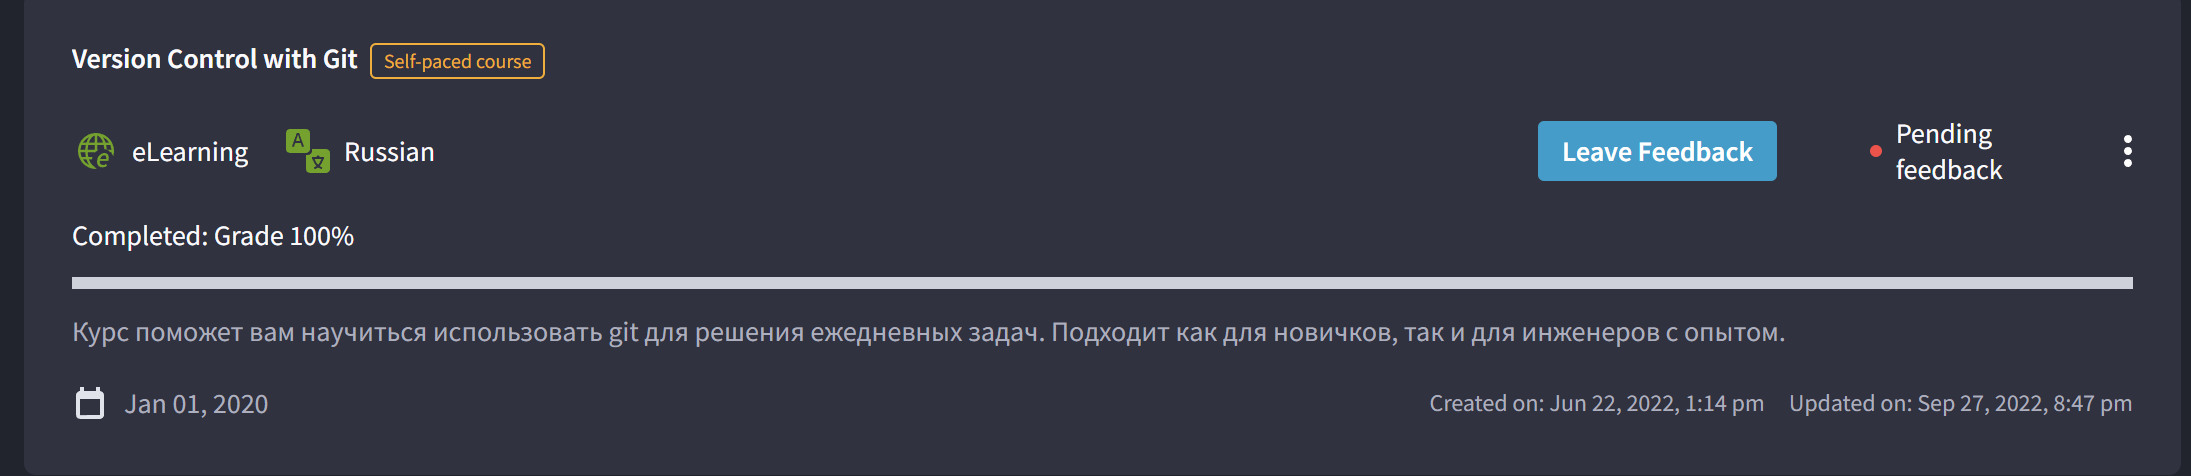 Version Control with Git Self-paced course
eLearning Russian Leave Feedback Pending
feedback
Completed: Grade 100%
Курс поможет вам научиться использовать git для решения ежедневных задач. Подходит как для новичков, так и для инженеров с опытом.
Jan 01, 2020 Created on: Jun 22, 2022, 1:14 pm Updated on: Sep 27, 2022, 8:47 pm